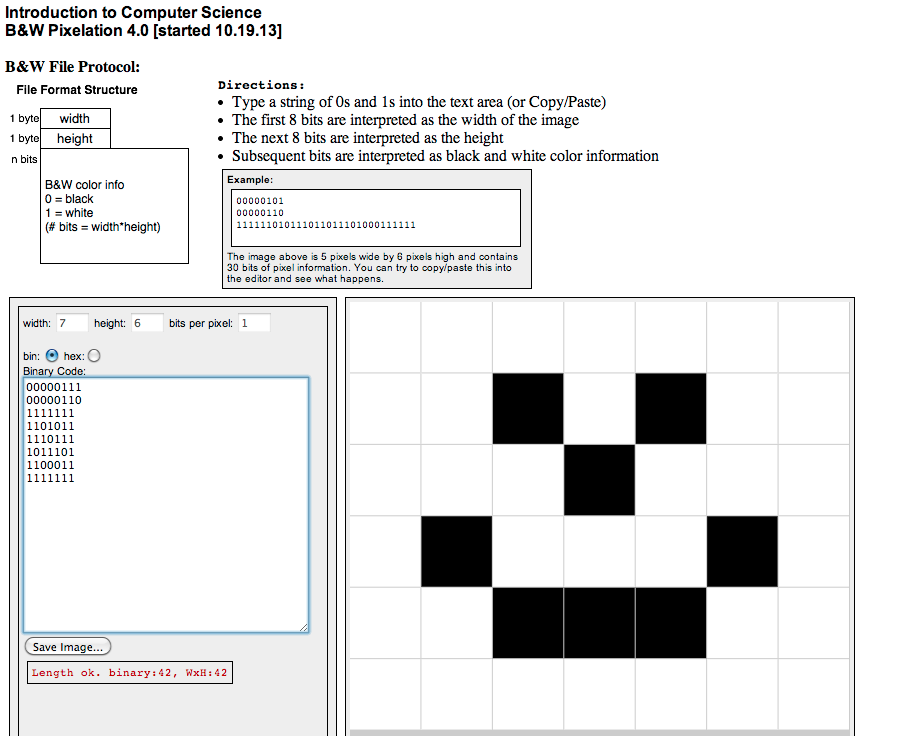 Introduction to Computer Science
B&W Pixelation 4.0 [started 10.19.13]
B&W File Protocol:
File Format Structure
1 byte width
1 byte height
n bits
B&W color info
0 = black
1 = white
(# bits = width*height)
Directions:
• Type a string of 0s and 1s into the text area (or Copy/Paste)
• The first 8 bits are interpreted as the width of the image
• The next 8 bits are interpreted as the height
• Subsequent bits are interpreted as black and white color information
Example:
00000101
00000110
111111010111011011101000111111
The image above is 5 pixels wide by 6 pixels high and contains
30 bits of pixel information. You can try to copy/paste this into
the editor and see what happens.
width: 7 height: 6 bits per pixel: 1
bin: hex:
Binary Code:
00000111
00000110
1111111
1101011
1110111
1011101
1100011
1111111
Save Image...
Length ok. binary:42, WxH:42